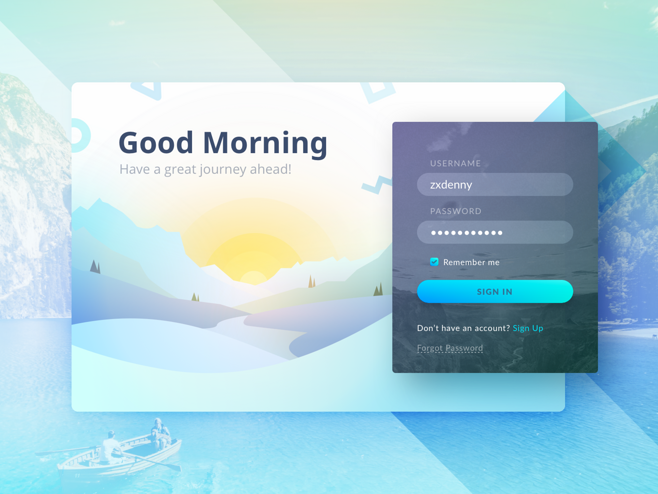 Good Morning
Have a great journey ahead!
USERNAME
zxdenny
PASSWORD
Remember me
SIGN IN
Don't have an account? Sign Up
Forgot Password